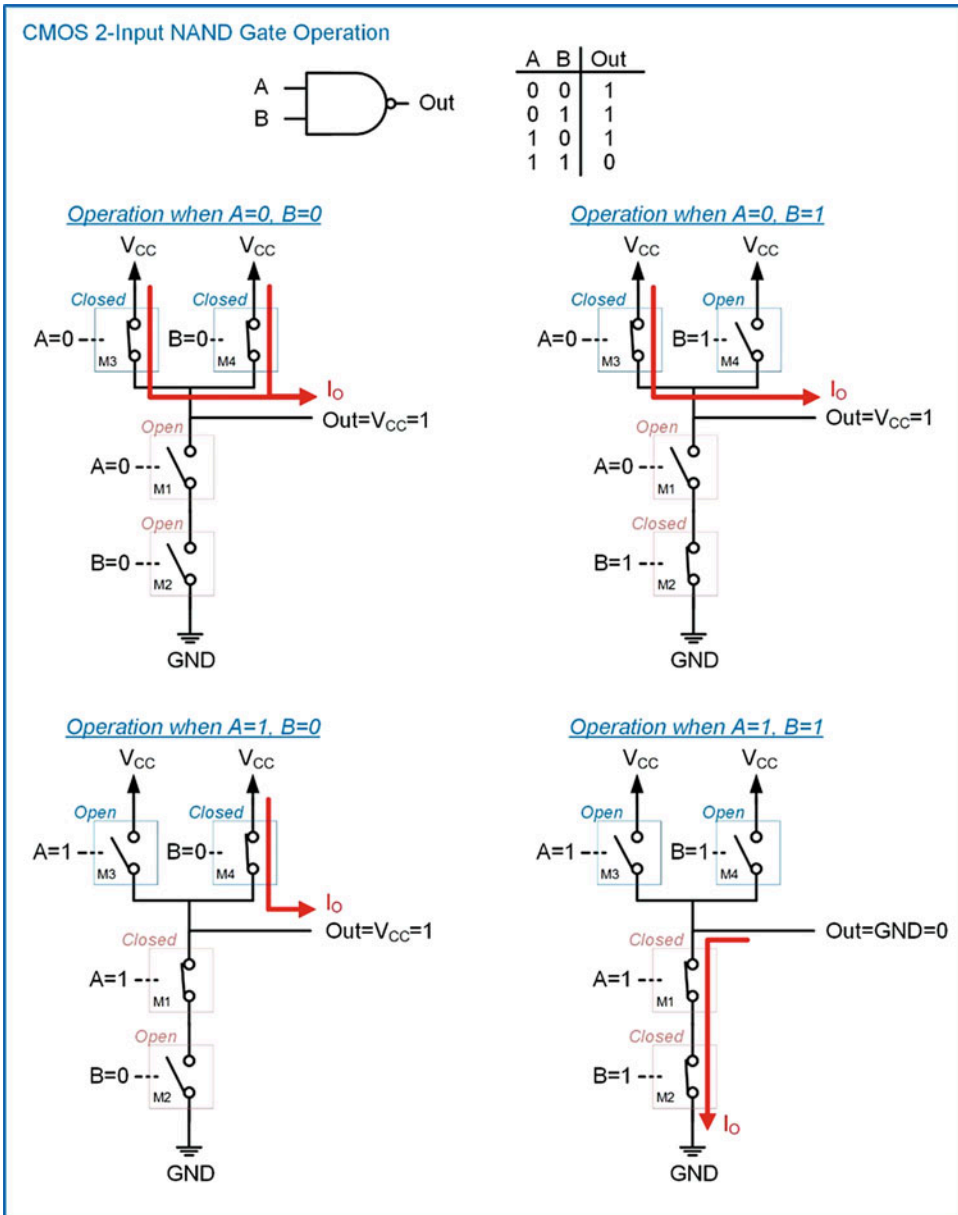 CMOS 2-Input NAND Gate Operation
A B Out
A
B
Out
0 0 1
0 1 1
1 0 1
1 1 0
Operation when A=0, B=0
VCC VCC
Closed Closed
A=0 B=0
M3 M4
IO
Out=VCC=1
Open
A=0
M1
Open
B=0
M2
GND
Operation when A=0, B=1
VCC VCC
Closed Open
A=0 B=1
M3 M4
IO
Out=VCC=1
Open
A=0
M1
Closed
B=1
M2
GND
Operation when A=1, B=0
VCC VCC
Open Closed
A=1 B=0
M3 M4
IO
Out=VCC=1
Closed
A=1
M1
Open
B=0
M2
GND
Operation when A=1, B=1
VCC VCC
Open Open
A=1 B=1
M3 M4
Out=GND=0
Closed
A=1
M1
Closed
B=1
M2
IO
GND